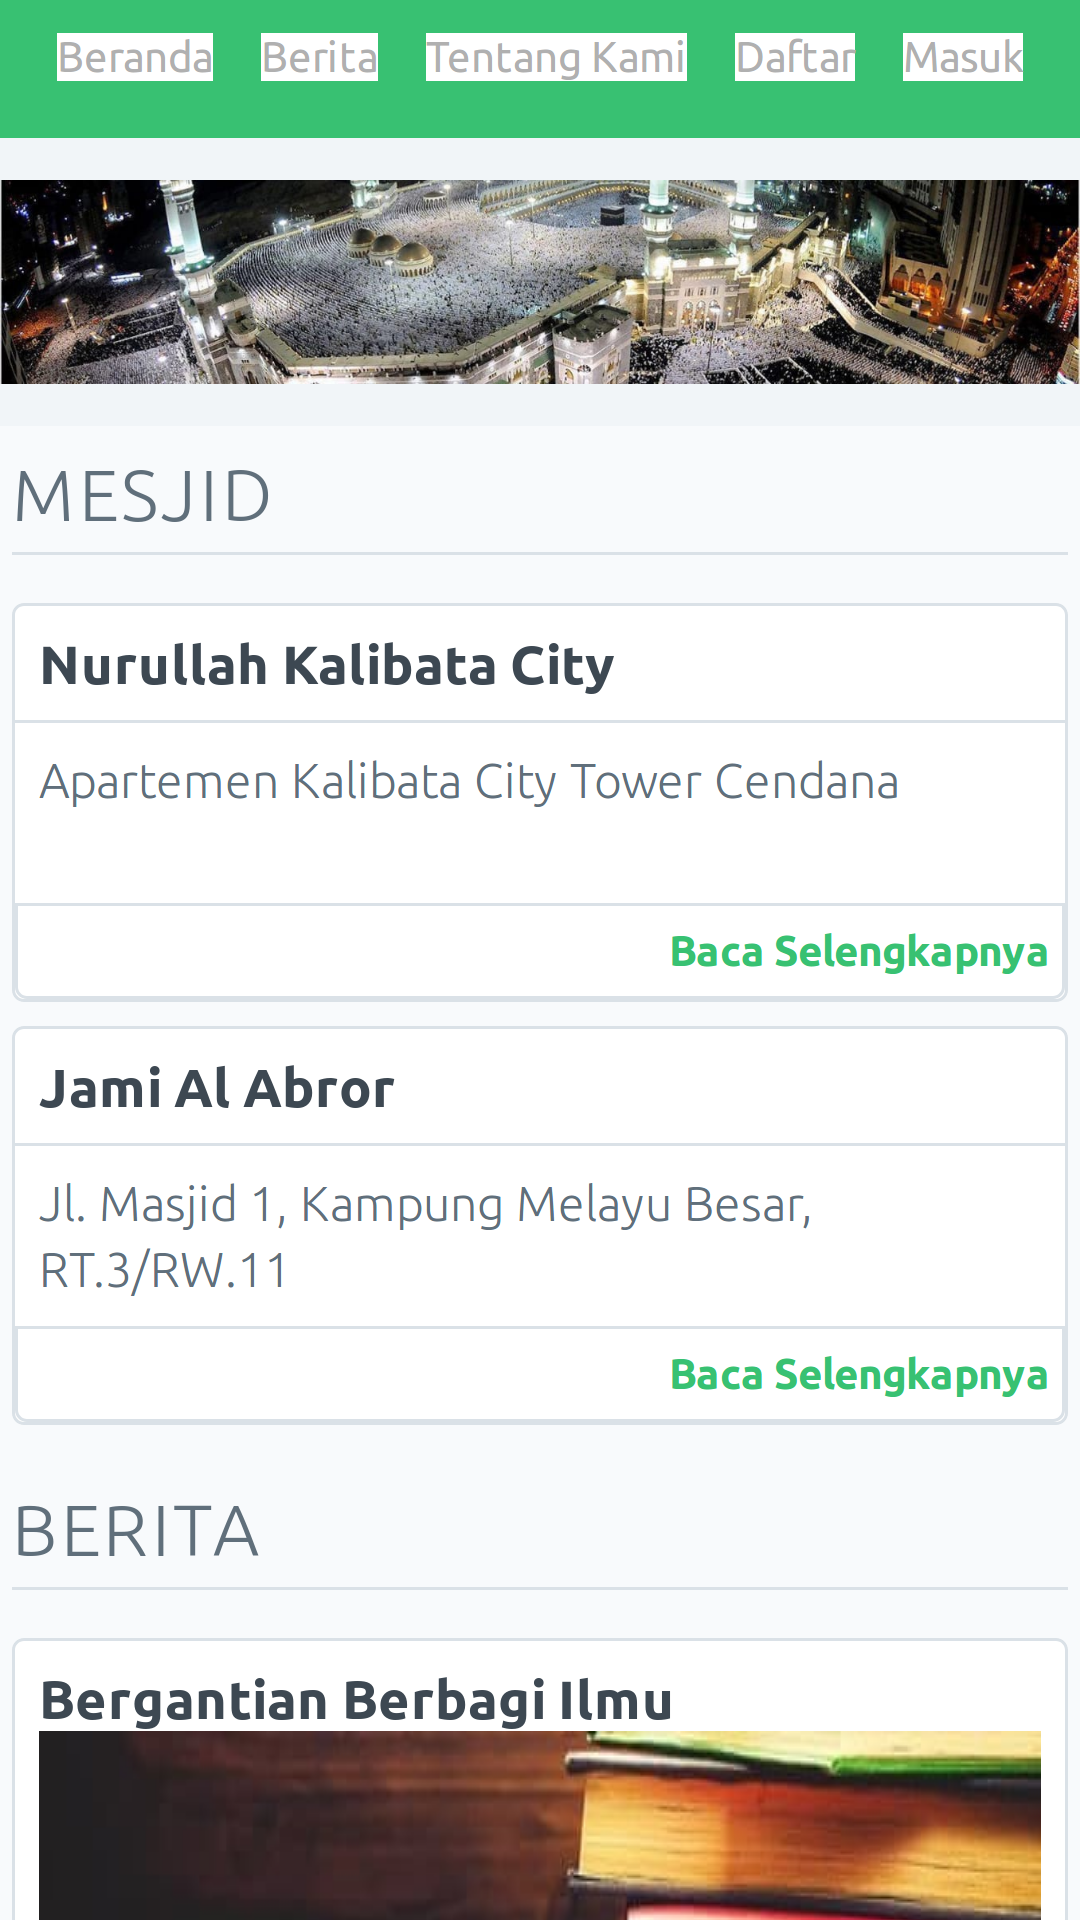 Beranda Berita Tentang Kami Daftar Masuk
MESJID
Nurullah Kalibata City
Apartemen Kalibata City Tower Cendana
Baca Selengkapnya
Jami Al Abror
Jl. Masjid 1, Kampung Melayu Besar,
RT.3/RW.11
Baca Selengkapnya
BERITA
Bergantian Berbagi Ilmu